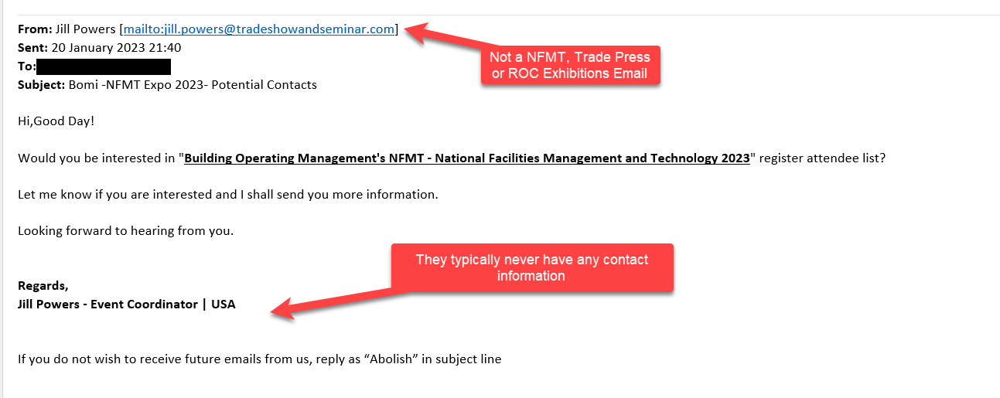 From: Jill Powers [mailto:jill.powers@tradeshowandseminar.com]
Sent: 20 January 2023 21:40
To:
Subject: Bomi -NFMT Expo 2023- Potential Contacts
Not a NFMT, Trade Press
or ROC Exhibitions Email
Hi,Good Day!
Would you be interested in "Building Operating Management's NFMT - National Facilities Management and Technology 2023" register attendee list?
Let me know if you are interested and I shall send you more information.
Looking forward to hearing from you.
They typically never have any contact
information
Regards,
Jill Powers - Event Coordinator | USA
If you do not wish to receive future emails from us, reply as “Abolish” in subject line